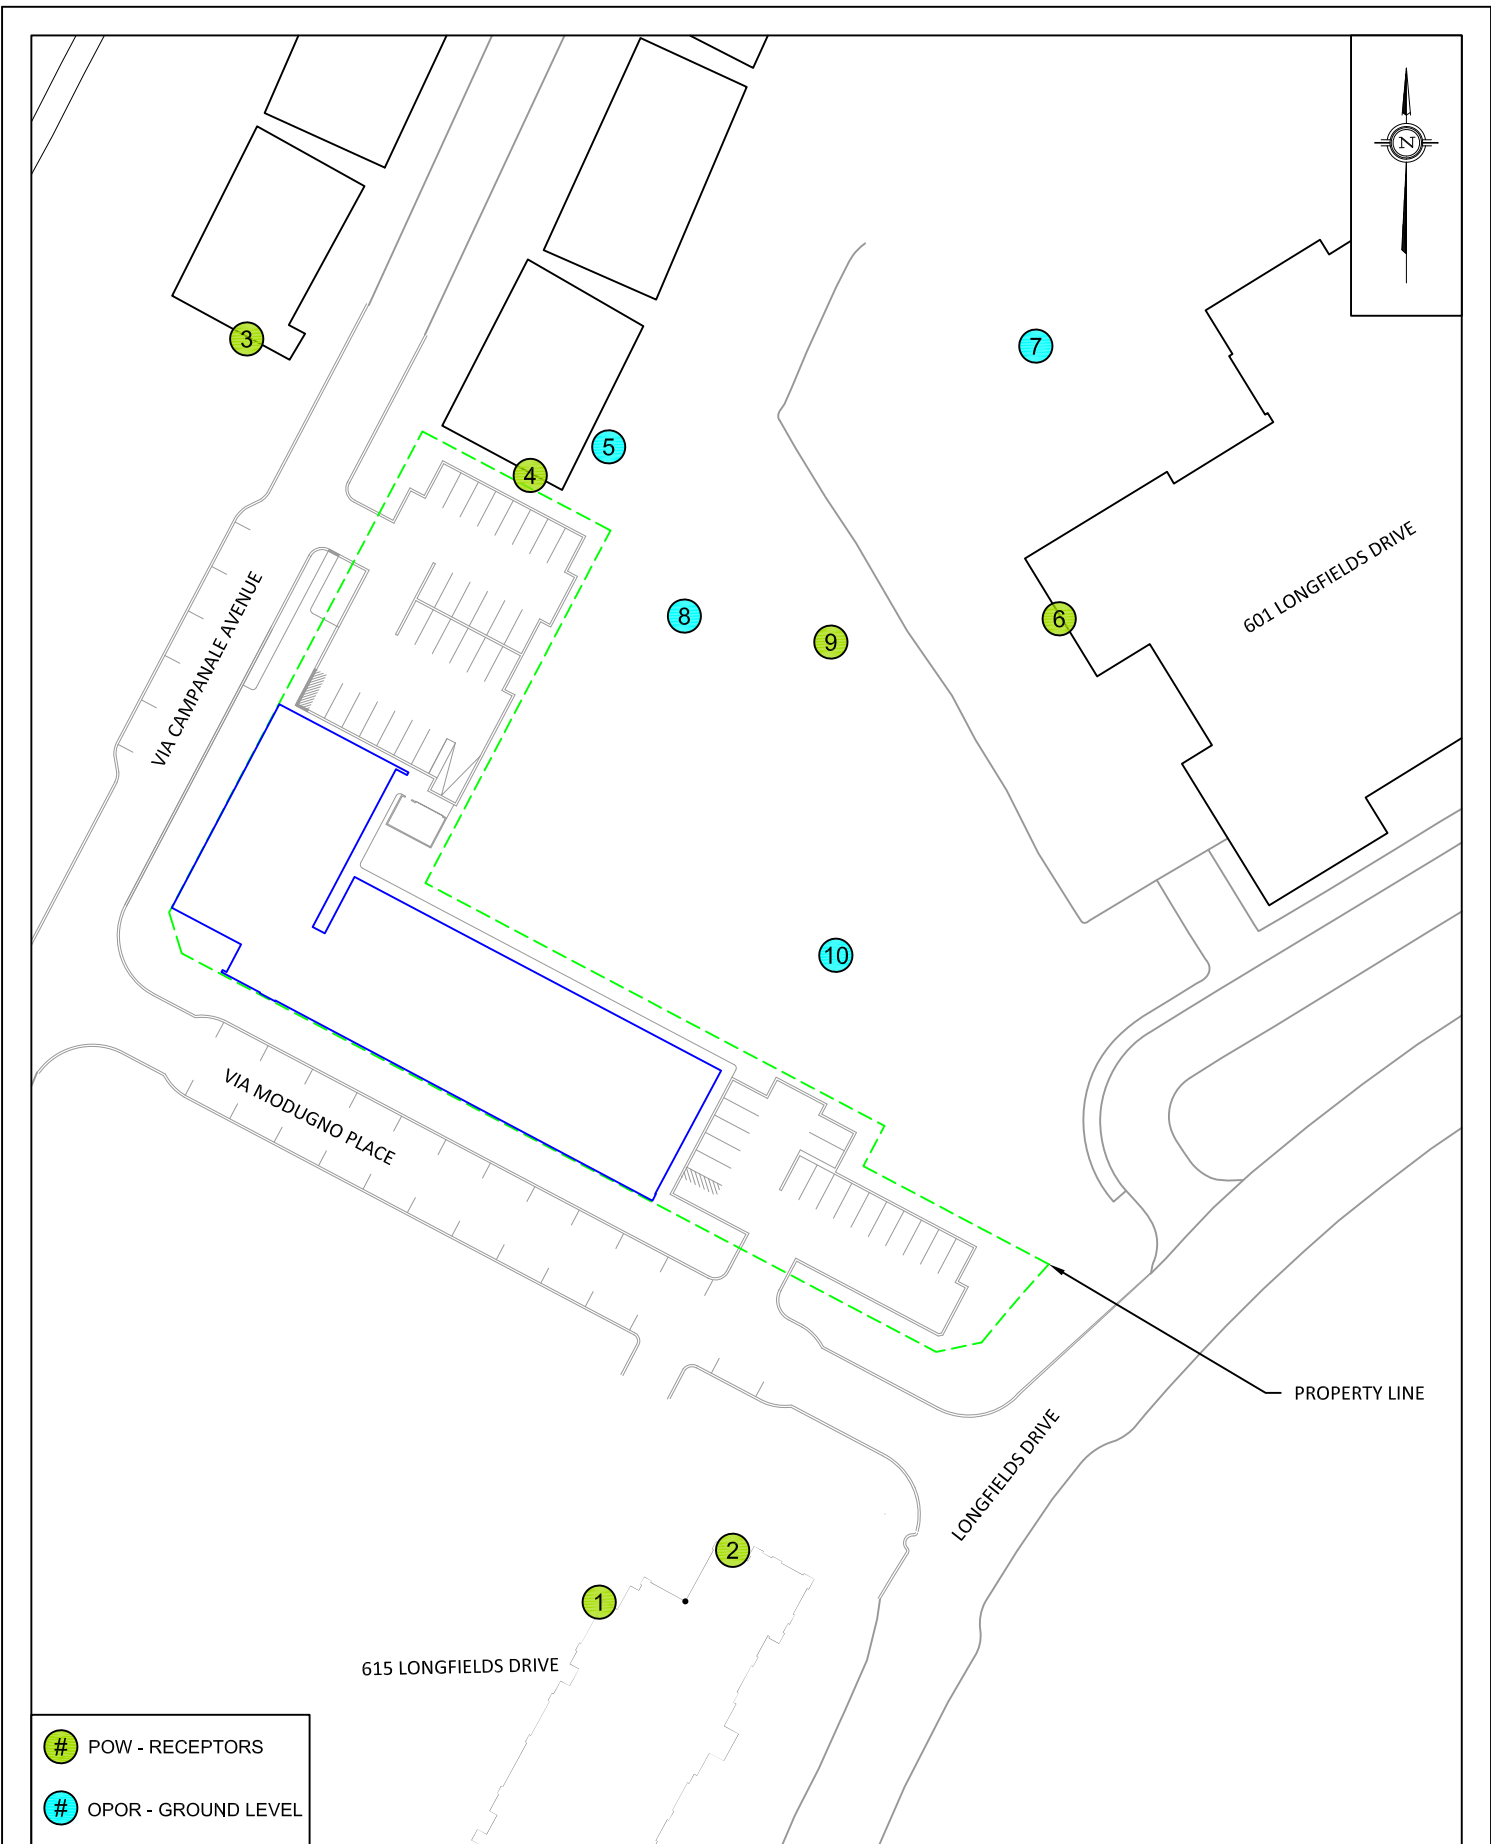 N
3
7
5
4
8
9
6
601 LONGFIELDS DRIVE
VIA CAMPANALE AVENUE
10
VIA MODUGNO PLACE
PROPERTY LINE
LONGFIELDS DRIVE
2
1
615 LONGFIELDS DRIVE
# POW - RECEPTORS
# OPOR - GROUND LEVEL